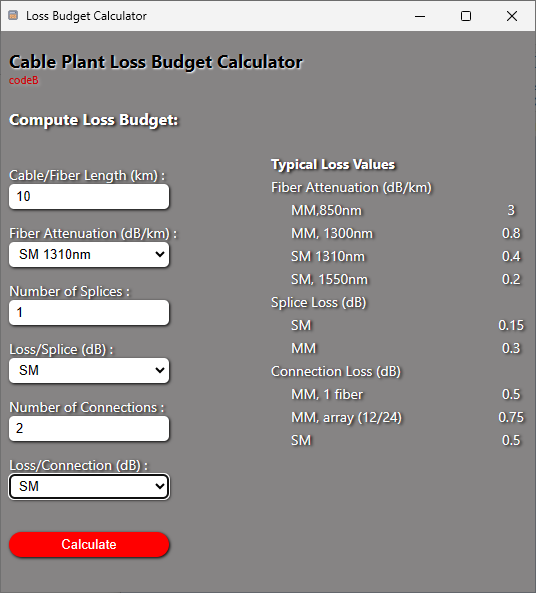 Loss Budget Calculator
Cable Plant Loss Budget Calculator
codeB
Compute Loss Budget:
Cable/Fiber Length (km) :
10
Fiber Attenuation (dB/km) :
SM 1310nm
Number of Splices :
1
Loss/Splice (dB) :
SM
Number of Connections :
2
Loss/Connection (dB) :
SM
Calculate
Typical Loss Values
Fiber Attenuation (dB/km)
MM,850nm 3
MM, 1300nm 0.8
SM 1310nm 0.4
SM, 1550nm 0.2
Splice Loss (dB)
SM 0.15
MM 0.3
Connection Loss (dB)
MM, 1 fiber 0.5
MM, array (12/24) 0.75
SM 0.5